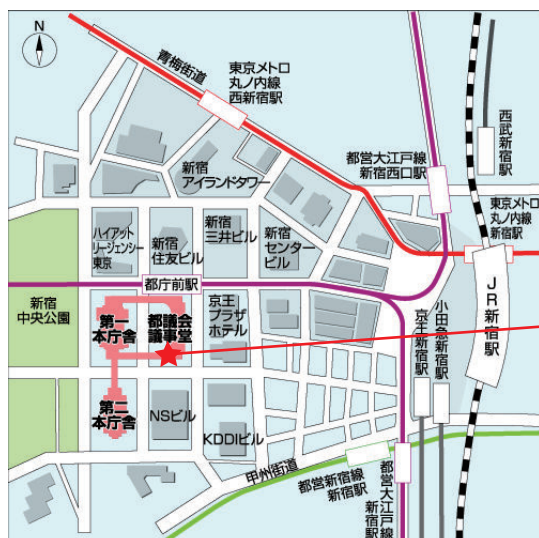 N
青梅街道
東京メトロ
丸ノ内線
西新宿駅
西武新宿駅
都営大江戸線
新宿西口駅
新宿
アイランドタワー
東京メトロ
丸ノ内線
新宿駅
ハイアット
リージェンシー
東京
新宿
住友ビル
新宿
三井ビル
新宿
センター
ビル
都庁前駅
JR新宿駅
新宿
中央公園
第一
本庁舎
都議会
議事堂
京王
プラザ
ホテル
小田急新宿駅
京王新宿駅
第二
本庁舎
NSビル
KDDIビル
甲州街道
都営新宿線
新宿駅
都営大江戸線
新宿駅